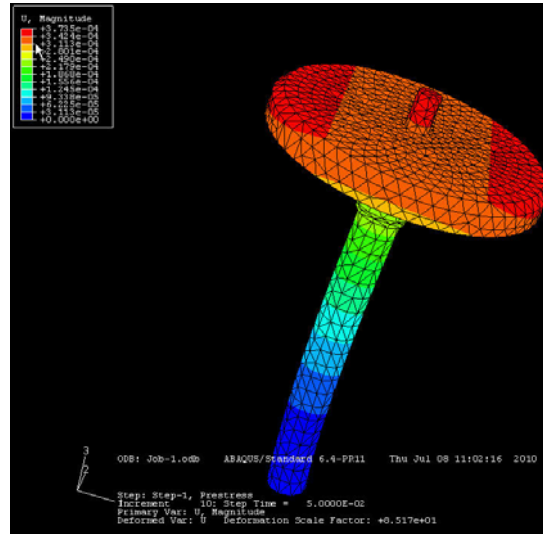 U, Magnitude
+3.735e-04
+3.424e-04
+3.113e-04
+2.801e-04
+2.490e-04
+2.179e-04
+1.868e-04
+1.556e-04
+1.245e-04
+9.338e-05
+6.225e-05
+3.113e-05
+0.000e+00
3
2
ODB: Job-1.odb ABAQUS/Standard 6.4-PR11 Thu Jul 08 11:02:16 2010
Step: Step-1, Prestress
Increment 10: Step Time = 5.0000E-02
Primary Var: U, Magnitude
Deformed Var: U Deformation Scale Factor: +8.517e+01